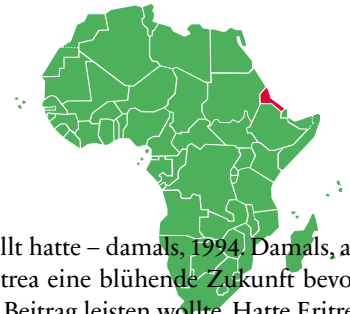 llt hatte – damals, 1994. Damals, a
trea eine blühende Zukunft bevo
Beitrag leisten wollte. Hatte Eritre